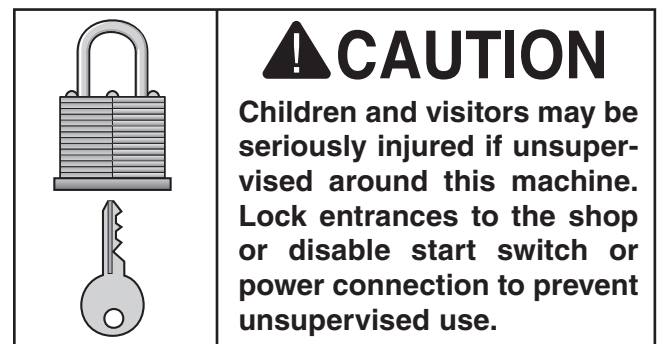 CAUTION
Children and visitors may be
seriously injured if unsuper-
vised around this machine.
Lock entrances to the shop
or disable start switch or
power connection to prevent
unsupervised use.